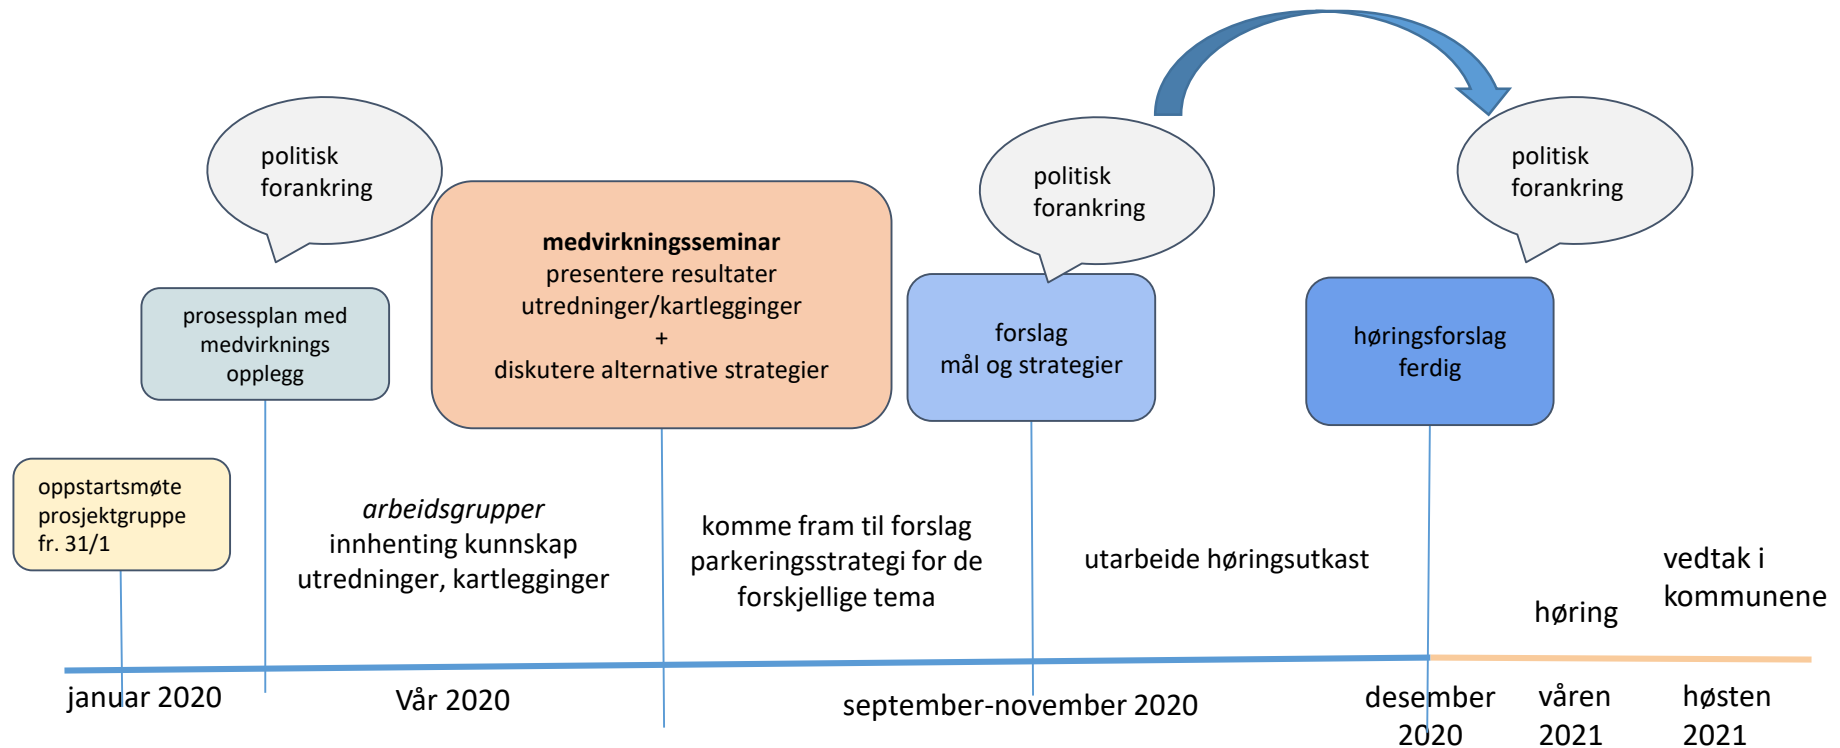 politisk
forankring
politisk
forankring
politisk
forankring
medvirkningsseminar
presentere resultater
utredninger/kartlegginger
+
diskutere alternative strategier
prosessplan med
medvirknings
opplegg
forslag
mål og strategier
høringsforslag
ferdig
oppstartsmøte
prosjektgruppe
fr. 31/1
arbeidsgrupper
innhenting kunnskap
utredninger, kartlegginger
komme fram til forslag
parkeringsstrategi for de
forskjellige tema
utarbeide høringsutkast
høring
vedtak i
kommunene
januar 2020
Vår 2020
september-november 2020
desember
2020
våren
2021
høsten
2021